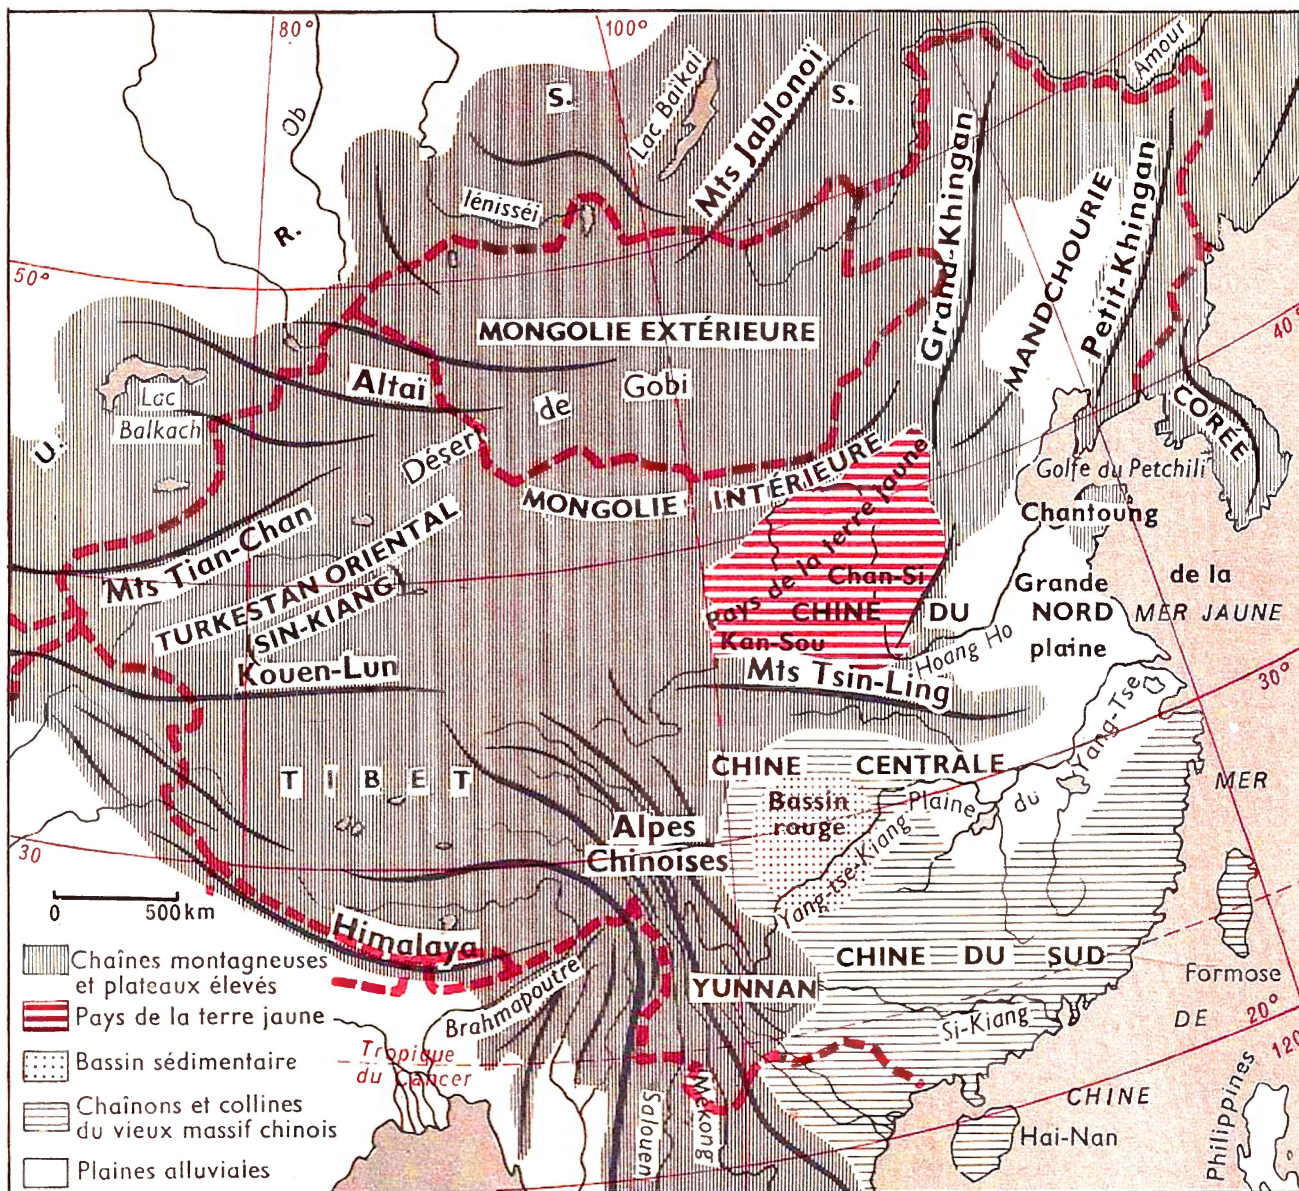 80°
100°
Amour
S.
S.
Lac Baïkal
Mts Jablonoï
Ob
Iénisséi
R.
50°
Grand-Khingan
MANDCHOURIE
Petit-Khingan
40°
MONGOLIE EXTÉRIEURE
Altaï
de
Gobi
Lac
Balkach
U.
Déser
CORÉE
Golfe du Petchili
MONGOLIE
INTÉRIEURE
Chantoung
Mts Tian-Chan
TURKESTAN ORIENTAL
(SIN-KIANG)
Pays de la terre jaune
Chan-Si
CHINE
DU
NORD
Grande
plaine
de la
MER JAUNE
Kan-Sou
Hoang Ho
Kouen-Lun
Mts Tsin-Ling
30°
Yang-Tse
TIBET
CHINE
CENTRALE
MER
Bassin
rouge
Plaine
du
Alpes
Chinoises
Yang-tse-Kiang
30
0
500km
Himalaya
CHINE
DU
SUD
YUNNAN
Formose
Brahmapoutre
Si-Kiang
DE
20°
120
Tropique
du Cancer
Mékong
Salouen
CHINE
Hai-Nan
Philippines
Chaînes montagneuses
et plateaux élevés
Pays de la terre jaune
Bassin sédimentaire
Chaînons et collines
du vieux massif chinois
Plaines alluviales